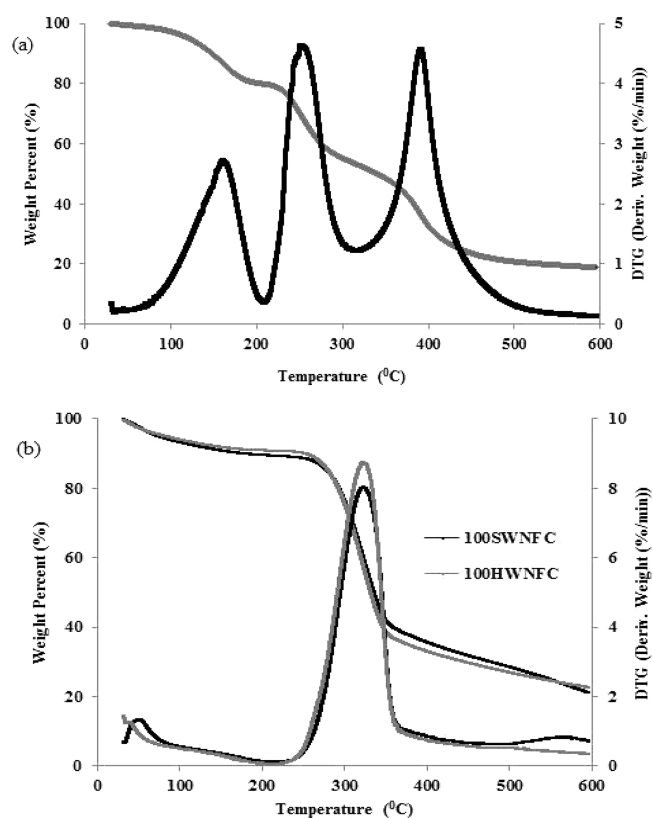 (a)
Weight Percent (%)
100
80
60
40
20
0
5
4
3
2
1
0
DTG (Deriv. Weight (%/min))
0 100 200 300 400 500 600
Temperature (⁰C)
(b)
Weight Percent (%)
100
80
60
40
20
0
10
8
6
4
2
0
DTG (Deriv. Weight (%/min))
100SWNFC
100HWNFC
0 100 200 300 400 500 600
Temperature (⁰C)